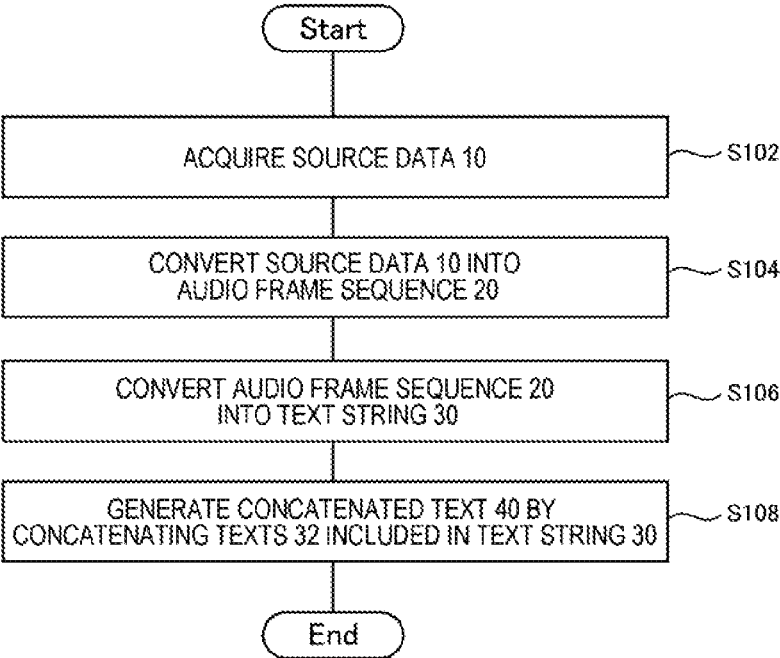 Start
ACQUIRE SOURCE DATA 10
S102
CONVERT SOURCE DATA 10 INTO
AUDIO FRAME SEQUENCE 20
S104
CONVERT AUDIO FRAME SEQUENCE 20
INTO TEXT STRING 30
S106
GENERATE CONCATENATED TEXT 40 BY
CONCATENATING TEXTS 32 INCLUDED IN TEXT STRING 30
S108
End